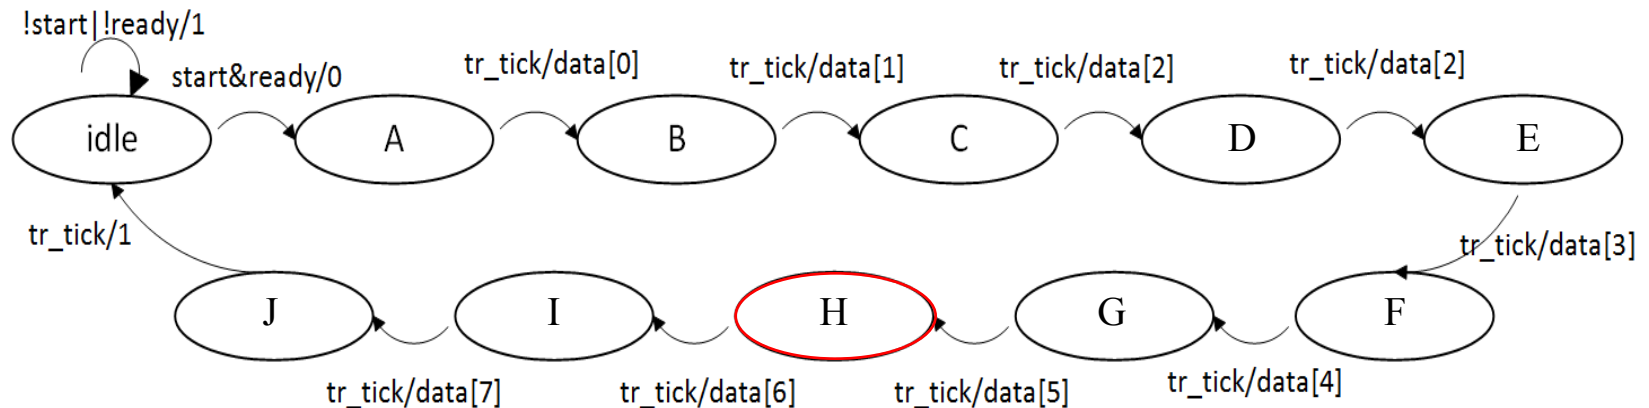 !start|!ready/1
start&ready/0
tr_tick/data[0]
tr_tick/data[1]
tr_tick/data[2]
tr_tick/data[2]
idle
A
B
C
D
E
tr_tick/1
tr_tick/data[3]
J
I
H
G
F
tr_tick/data[7]
tr_tick/data[6]
tr_tick/data[5]
tr_tick/data[4]